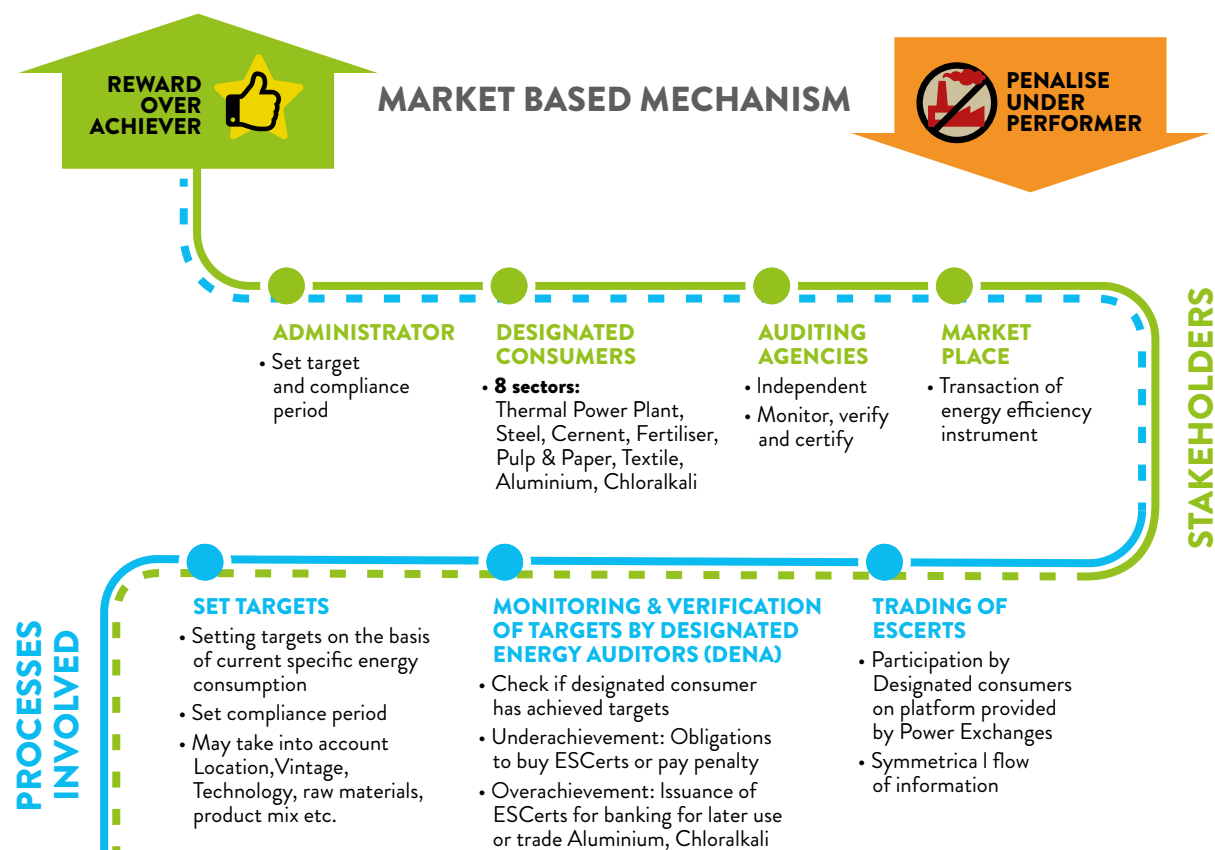 REWARD
OVER
ACHIEVER
MARKET BASED MECHANISM
PENALISE
UNDER
PERFORMER
STAKEHOLDERS
ADMINISTRATOR
• Set target
and compliance
period
DESIGNATED
CONSUMERS
• 8 sectors:
Thermal Power Plant,
Steel, Cernent, Fertiliser,
Pulp & Paper, Textile,
Aluminium, Chloralkali
AUDITING
AGENCIES
• Independent
• Monitor, verify
and certify
MARKET
PLACE
• Transaction of
energy efficiency
instrument
PROCESSES
INVOLVED
SET TARGETS
• Setting targets on the basis
of current specific energy
consumption
• Set compliance period
• May take into account
Location,Vintage,
Technology, raw materials,
product mix etc.
MONITORING & VERIFICATION
OF TARGETS BY DESIGNATED
ENERGY AUDITORS (DENA)
• Check if designated consumer
has achieved targets
• Underachievement: Obligations
to buy ESCerts or pay penalty
• Overachievement: Issuance of
ESCerts for banking for later use
or trade Aluminium, Chloralkali
TRADING OF
ESCERTS
• Participation by
Designated consumers
on platform provided
by Power Exchanges
• Symmetrica l flow
of information